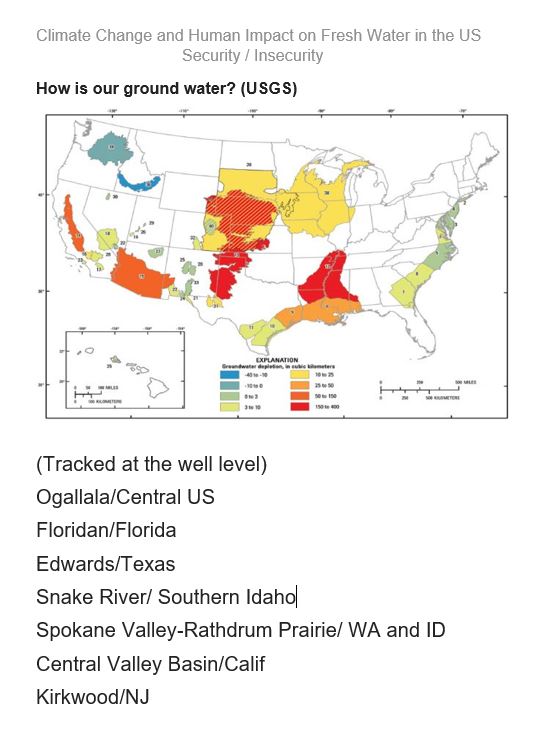 Climate Change and Human Impact on Fresh Water in the US
Security / Insecurity
How is our ground water? (USGS)
EXPLANATION
Groundwater depletion, in cubic kilometers
-40 to -10
10 to 25
-10 to 0
25 to 50
0 to 3
50 to 150
3 to 10
150 to 400
(Tracked at the well level)
Ogallala/Central US
Floridan/Florida
Edwards/Texas
Snake River/ Southern Idaho
Spokane Valley-Rathdrum Prairie/ WA and ID
Central Valley Basin/Calif
Kirkwood/NJ